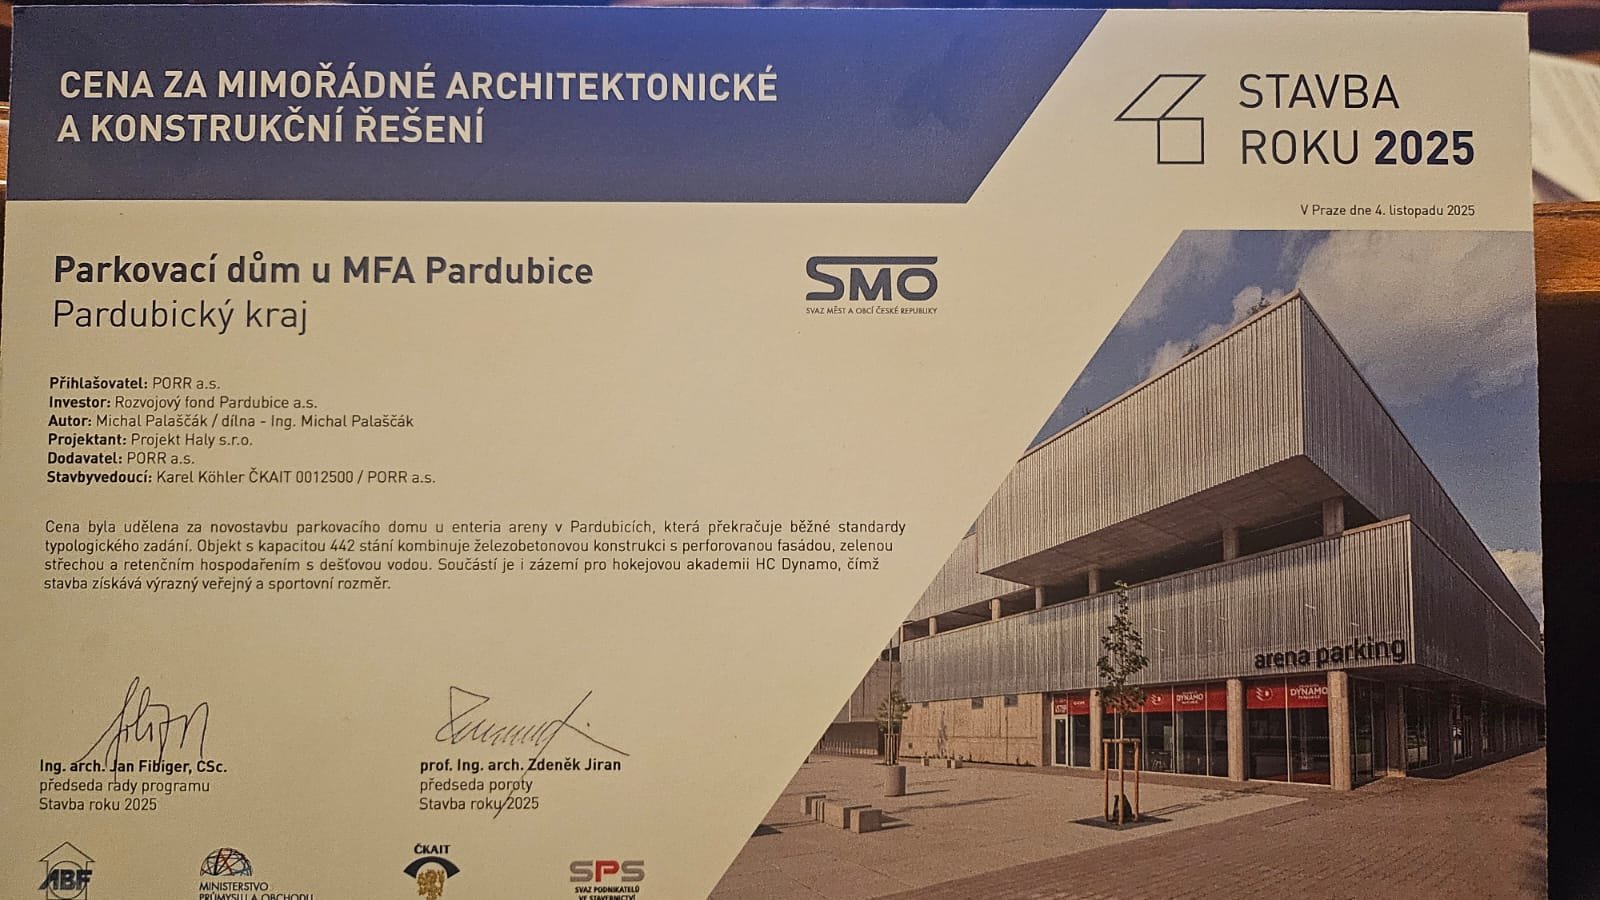 CENA ZA MIMOŘÁDNÉ ARCHITEKTONICKÉ
A KONSTRUKČNÍ ŘEŠENÍ
STAVBA
ROKU 2025
V Praze dne 4. listopadu 2025
Parkovací dům u MFA Pardubice
Pardubický kraj
SMO
SVAZ MĚST A OBCÍ ČESKÉ REPUBLIKY
Přihlašovatel: PORR a.s.
Investor: Rozvojový fond Pardubice a.s.
Autor: Michal Palaščák / dílna - Ing. Michal Palaščák
Projektant: Projekt Haly s.r.o.
Dodavatel: PORR a.s.
Stavbyvedoucí: Karel Köhler ČKAIT 0012500 / PORR a.s.
Cena byla udělena za novostavbu parkovacího domu u enteria areny v Pardubicích, která překračuje běžné standardy
typologického zadání. Objekt s kapacitou 442 stání kombinuje železobetonovou konstrukci s perforovanou fasádou, zelenou
střechou a retenčním hospodařením s dešťovou vodou. Součástí je i zázemí pro hokejovou akademii HC Dynamo, čímž
stavba získává výrazný veřejný a sportovní rozměr.
arena parking
DYNAMO
DYNAMO
Ing. arch. Jan Fibiger, CSc.
předseda rady programu
Stavba roku 2025
prof. Ing. arch. Zdeněk Jiran
předseda poroty
Stavba roku 2025
ABF
MINISTERSTVO
PRŮMYSLU A OBCHODU
ČKAIT
SPS
SVAZ PODNIKATELŮ
VE STAVEBNICTVÍ